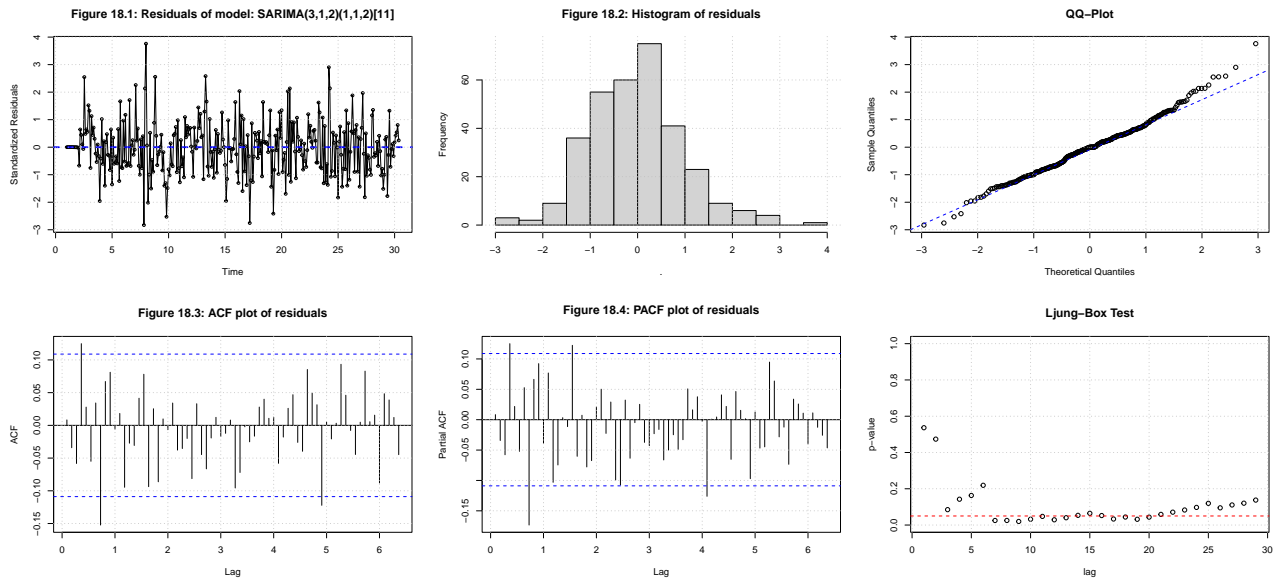 Figure 18.1: Residuals of model: SARIMA(3,1,2)(1,1,2)[11]
Standardized Residuals
4
3
2
1
0
−1
−2
−3
0 5 10 15 20 25 30
Time
Figure 18.2: Histogram of residuals
Frequency
60
40
20
0
−3 −2 −1 0 1 2 3 4
.
QQ−Plot
Sample Quantiles
4
3
2
1
0
−1
−2
−3
−3 −2 −1 0 1 2 3
Theoretical Quantiles
Figure 18.3: ACF plot of residuals
ACF
0.10
0.05
0.00
−0.05
−0.10
−0.15
0 1 2 3 4 5 6
Lag
Figure 18.4: PACF plot of residuals
Partial ACF
0.10
0.05
0.00
−0.05
−0.15
0 1 2 3 4 5 6
Lag
Ljung−Box Test
p−value
1.0
0.8
0.6
0.4
0.2
0.0
0 5 10 15 20 25 30
lag